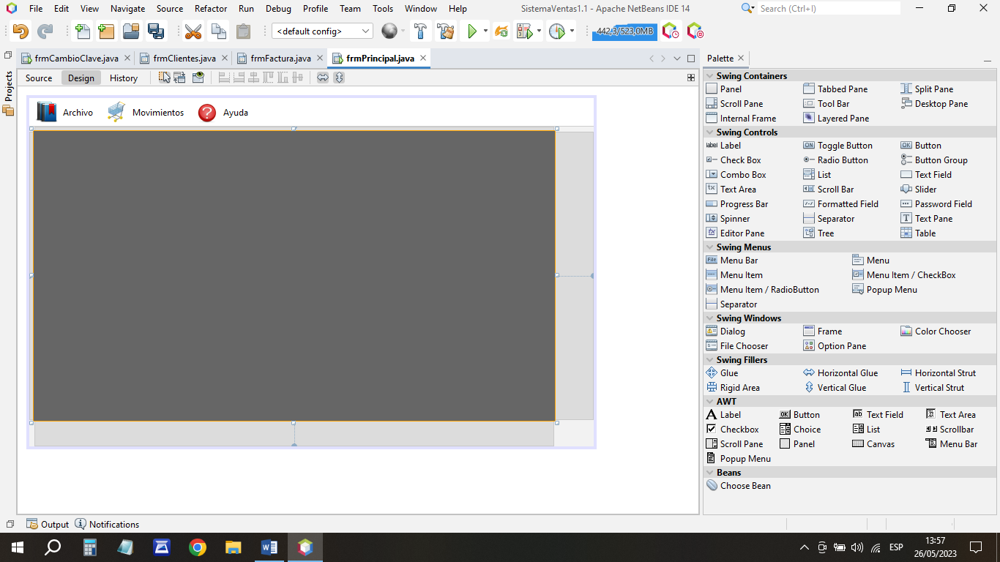 File Edit View Navigate Source Refactor Run Debug Profile Team Tools Window Help SistemaVentas1.1 - Apache NetBeans IDE 14 Search (Ctrl+I)
<default config> 442,3/523,0MB
frmCambioClave.java frmClientes.java frmFactura.java frmPrincipal.java
Source Design History
Projects
Archivo Movimientos Ayuda
Palette
Swing Containers
Panel Tabbed Pane Split Pane
Scroll Pane Tool Bar Desktop Pane
Internal Frame Layered Pane
Swing Controls
label Label ON Toggle Button OK Button
Check Box Radio Button Button Group
Combo Box List Text Field
tx Text Area Scroll Bar Slider
Progress Bar Formatted Field Password Field
Spinner Separator T Text Pane
tx Editor Pane Tree Table
Swing Menus
File Menu Bar Menu
Menu Item Menu Item / CheckBox
Menu Item / RadioButton Popup Menu
Separator
Swing Windows
Dialog Frame Color Chooser
File Chooser Option Pane
Swing Fillers
Glue Horizontal Glue Horizontal Strut
Rigid Area Vertical Glue Vertical Strut
AWT
A Label OK Button ab Text Field Text Area
Checkbox Choice List Scrollbar
Scroll Pane Panel Canvas Menu Bar
Popup Menu
Beans
Choose Bean
Output Notifications
ESP
13:57
26/05/2023